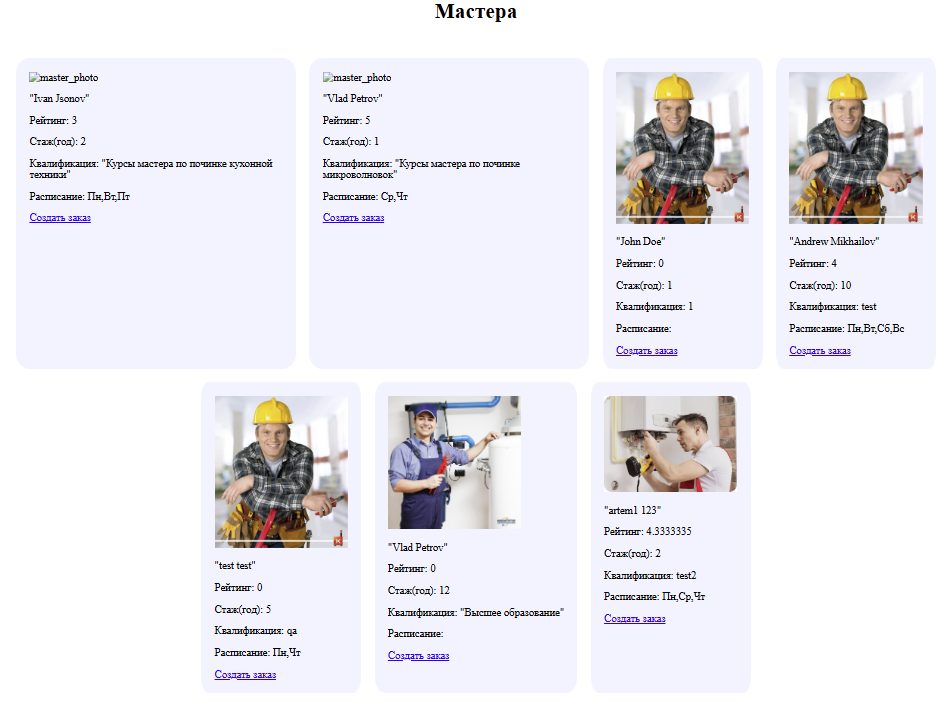 Мастера
master_photo
"Ivan Jsonov"
Рейтинг: 3
Стаж(год): 2
Квалификация: "Курсы мастера по починке кухонной
техники"
Расписание: Пн,Вт,Пт
Создать заказ
master_photo
"Vlad Petrov"
Рейтинг: 5
Стаж(год): 1
Квалификация: "Курсы мастера по починке
микроволновок"
Расписание: Ср,Чт
Создать заказ
"John Doe"
Рейтинг: 0
Стаж(год): 1
Квалификация: 1
Расписание:
Создать заказ
"Andrew Mikhailov"
Рейтинг: 4
Стаж(год): 10
Квалификация: test
Расписание: Пн,Вт,Сб,Вс
Создать заказ
"test test"
Рейтинг: 0
Стаж(год): 5
Квалификация: qa
Расписание: Пн,Чт
Создать заказ
"Vlad Petrov"
Рейтинг: 0
Стаж(год): 12
Квалификация: "Высшее образование"
Расписание:
Создать заказ
"artem1 123"
Рейтинг: 4.3333335
Стаж(год): 2
Квалификация: test2
Расписание: Пн,Ср,Чт
Создать заказ